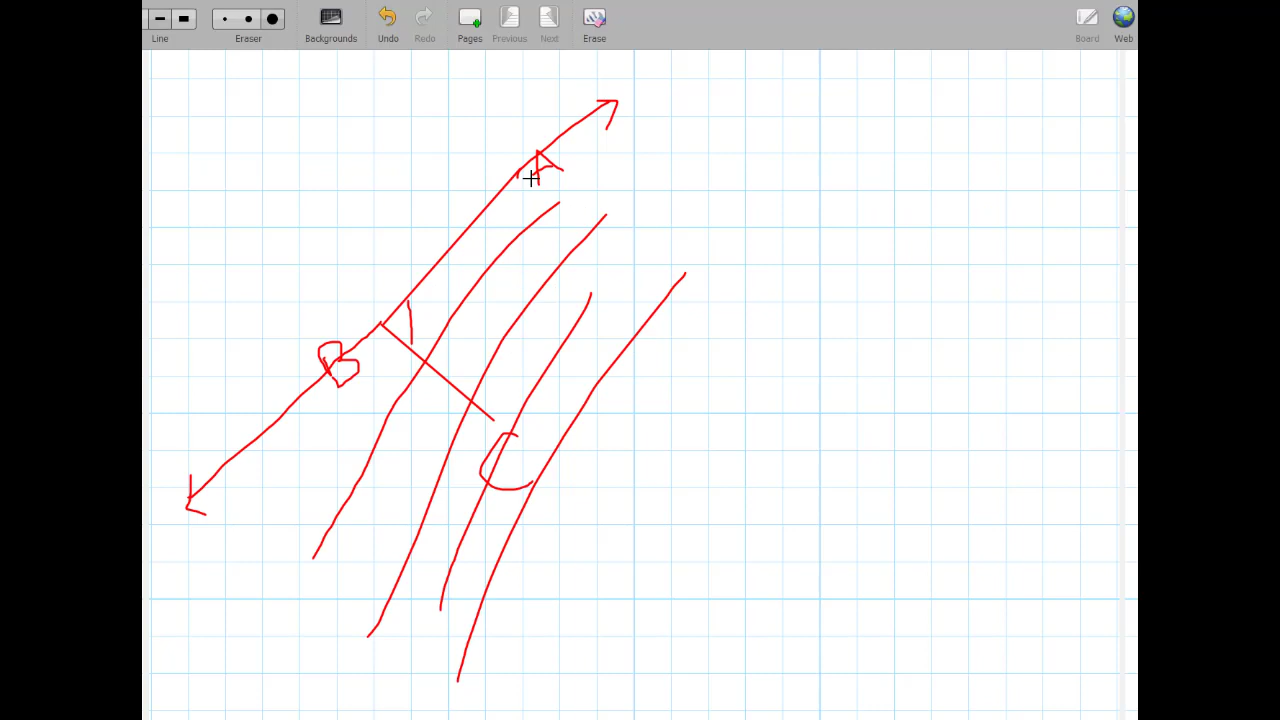 Line
Eraser
Backgrounds
Undo
Redo
Pages
Previous
Next
Erase
Board
Web
A
B
C